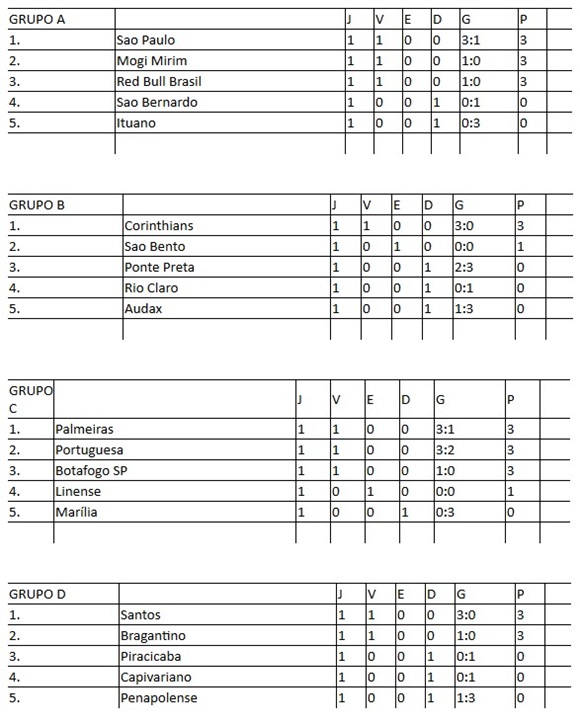 GRUPO A J V E D G P
1. Sao Paulo 1 1 0 0 3:1 3
2. Mogi Mirim 1 1 0 0 1:0 3
3. Red Bull Brasil 1 1 0 0 1:0 3
4. Sao Bernardo 1 0 0 1 0:1 0
5. Ituano 1 0 0 1 0:3 0
GRUPO B J V E D G P
1. Corinthians 1 1 0 0 3:0 3
2. Sao Bento 1 0 1 0 0:0 1
3. Ponte Preta 1 0 0 1 2:3 0
4. Rio Claro 1 0 0 1 0:1 0
5. Audax 1 0 0 1 1:3 0
GRUPO
C J V E D G P
1. Palmeiras 1 1 0 0 3:1 3
2. Portuguesa 1 1 0 0 3:2 3
3. Botafogo SP 1 1 0 0 1:0 3
4. Linense 1 0 1 0 0:0 1
5. Marília 1 0 0 1 0:3 0
GRUPO D J V E D G P
1. Santos 1 1 0 0 3:0 3
2. Bragantino 1 1 0 0 1:0 3
3. Piracicaba 1 0 0 1 0:1 0
4. Capivariano 1 0 0 1 0:1 0
5. Penapolense 1 0 0 1 1:3 0